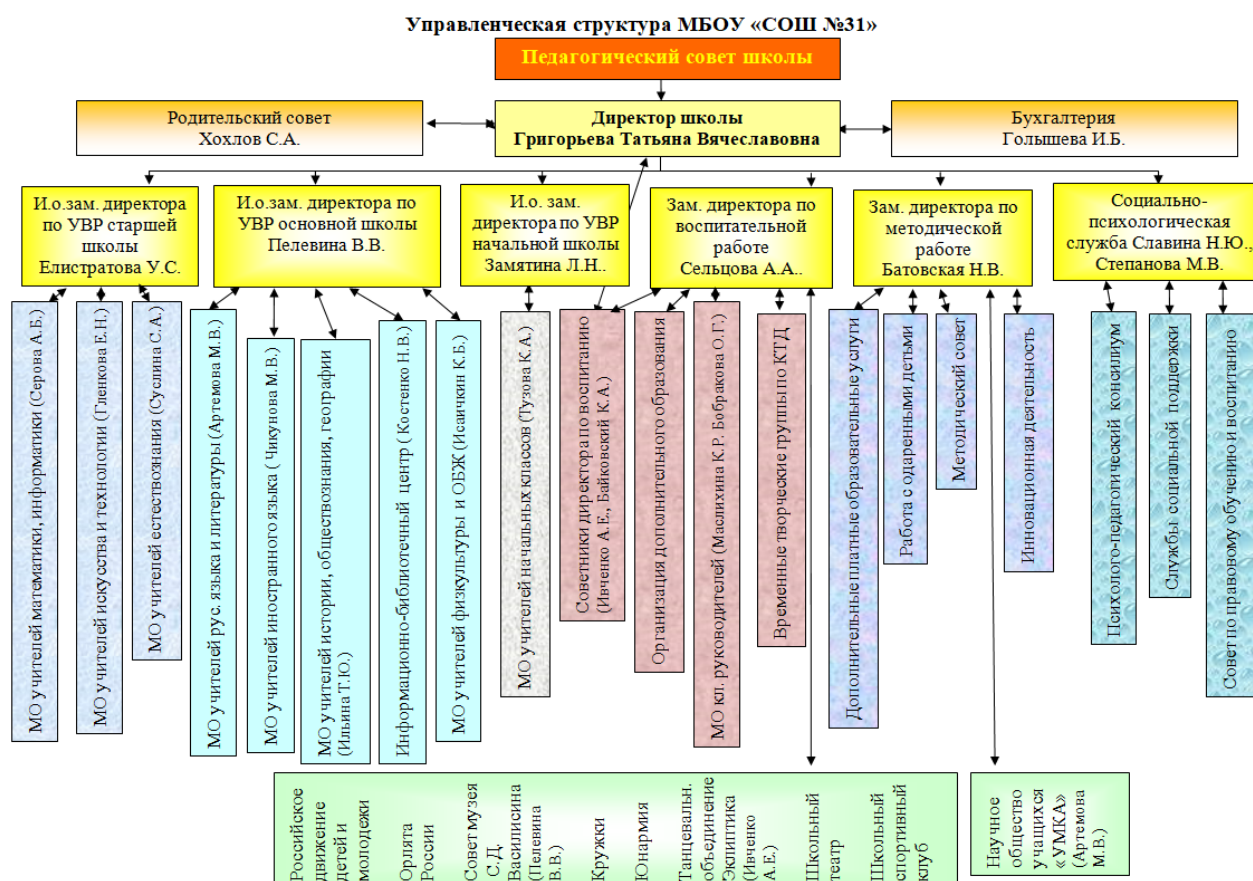 Управленческая структура МБОУ «СОШ №31»
Педагогический совет школы
Родительский совет
Хохлов С.А.
Директор школы
Григорьева Татьяна Вячеславовна
Бухгалтерия
Голышева И.Б.
И.о.зам. директора
по УВР старшей
школы
Елистратова У.С.
И.о.зам. директора по
УВР основной школы
Пелевина В.В.
И.о. зам.
директора по УВР
начальной школы
Замятина Л.Н..
Зам. директора по
воспитательной
работе
Сельцова А.А..
Зам. директора по
методической
работе
Батовская Н.В.
Социально-
психологическая
служба Славина Н.Ю.,
Степанова М.В.
МО учителей математики, информатики (Серова А.Б.)
МО учителей искусства и технологии (Гленкова Е.Н.)
МО учителей естествознания (Суслина С.А.)
МО учителей рус. языка и литературы (Артемова М.В.)
МО учителей иностранного языка ( Чикунова М.В.)
МО учителей истории, обществознания, географии
(Ильина Т.Ю.)
Информационно-библиотечный центр ( Костенко Н.В.)
МО учителей физкультуры и ОБЖ (Исаичкин К.Б.)
МО учителей начальных классов (Тузова К.А.)
Советники директора по воспитанию
(Ивченко А.Е., Байковский К.А.)
Организация дополнительного образования
МО кл. руководителей (Маслихина К.Р. Бобракова О.Г.)
Временные творческие группы по КТД
Дополнительные платные образовательные услуги
Работа с одаренными детьми
Методический совет
Инновационная деятельность
Психолого-педагогический консилиум
Службы социальной поддержки
Совет по правовому обучению и воспитанию
Российское
движение
детей и
молодежи
Орлята
России
Совет музея
С.Д.
Василисина
(Пелевина
В.В.)
Кружки
Юнармия
Танцевальн.
объединение
Эклиптика
(Ивченко
А.Е.)
Школьный
театр
Школьный
спортивный
клуб
Научное
общество
учащихся
«УМКА»
(Артемова
М.В.)